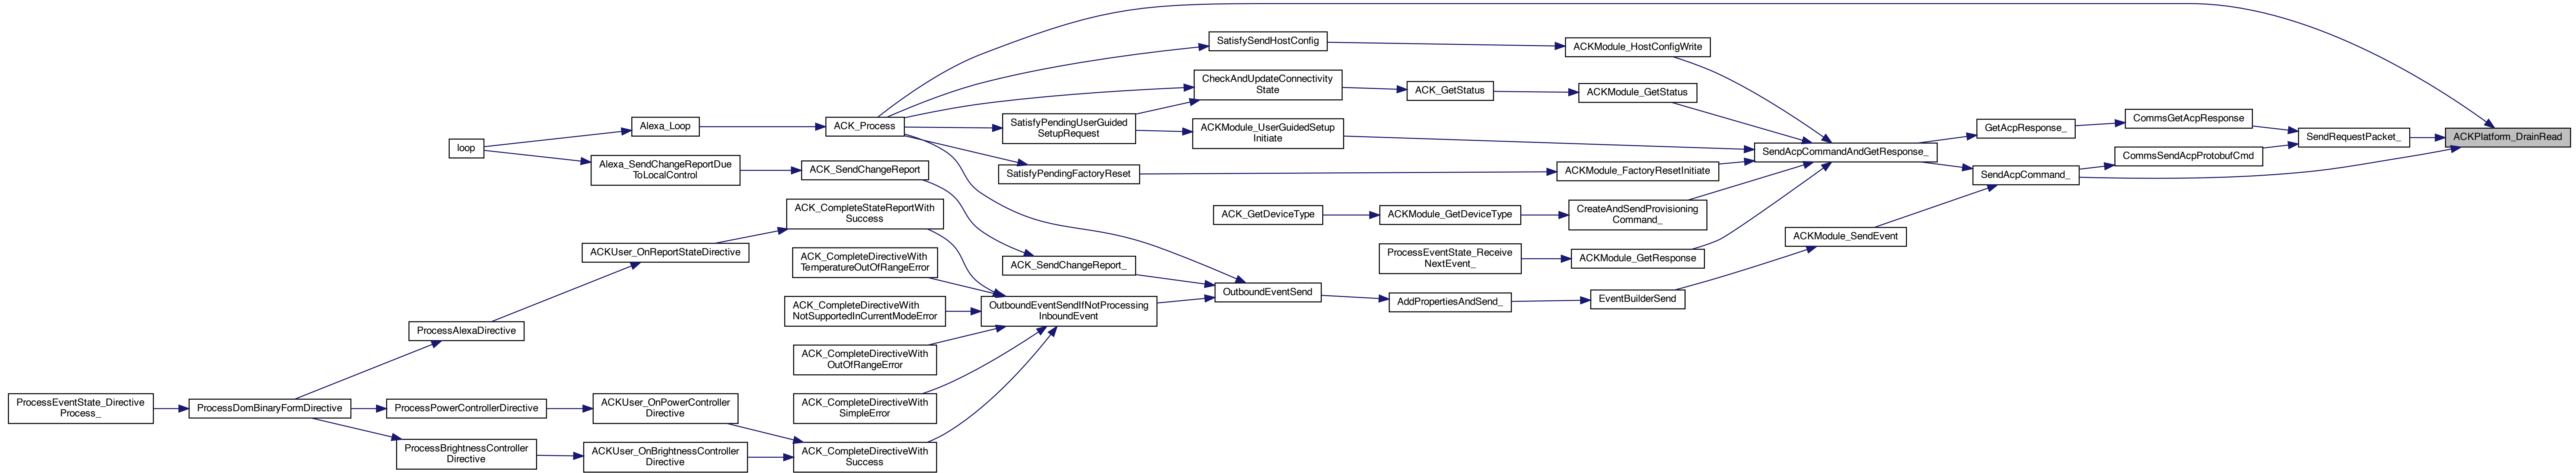 SatisfySendHostConfig
ACKModule_HostConfigWrite
CheckAndUpdateConnectivity
State
ACK_GetStatus
ACKModule_GetStatus
loop
Alexa_Loop
ACK_Process
SatisfyPendingUserGuided
SetupRequest
ACKModule_UserGuidedSetup
Initiate
SendAcpCommandAndGetResponse_
GetAcpResponse_
CommsGetAcpResponse
SendRequestPacket_
ACKPlatform_DrainRead
CommsSendAcpProtobufCmd
SendAcpCommand_
Alexa_SendChangeReportDue
ToLocalControl
ACK_SendChangeReport
SatisfyPendingFactoryReset
ACKModule_FactoryResetInitiate
ACK_CompleteStateReportWith
Success
ACK_GetDeviceType
ACKModule_GetDeviceType
CreateAndSendProvisioning
Command_
ACKModule_SendEvent
ACKUser_OnReportStateDirective
ACK_CompleteDirectiveWith
TemperatureOutOfRangeError
ACK_SendChangeReport_
ProcessEventState_Receive
NextEvent_
ACKModule_GetResponse
OutboundEventSend
AddPropertiesAndSend_
EventBuilderSend
ACK_CompleteDirectiveWith
NotSupportedInCurrentModeError
OutboundEventSendIfNotProcessing
InboundEvent
ProcessAlexaDirective
ACK_CompleteDirectiveWith
OutOfRangeError
ProcessEventState_Directive
Process_
ProcessDomBinaryFormDirective
ProcessPowerControllerDirective
ACKUser_OnPowerController
Directive
ACK_CompleteDirectiveWith
SimpleError
ProcessBrightnessController
Directive
ACKUser_OnBrightnessController
Directive
ACK_CompleteDirectiveWith
Success